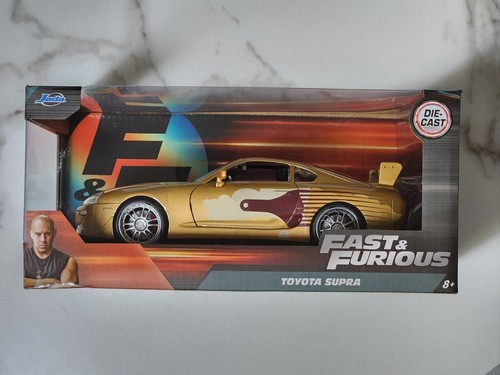 Jada
DIE-
CAST
F
&
FAST &
FURIOUS
TOYOTA SUPRA
8+